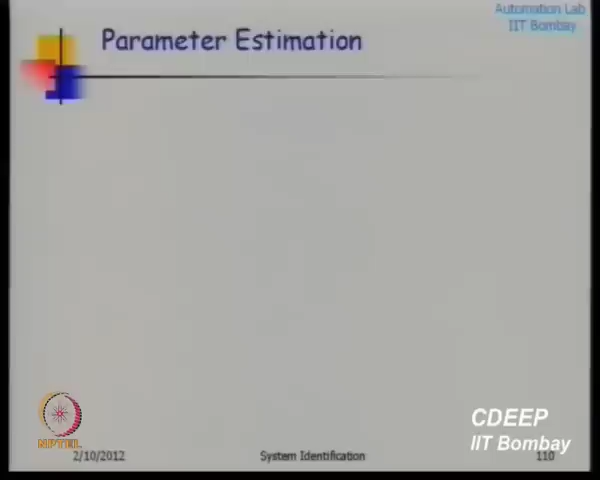 Automation Lab
IIT Bombay
Parameter Estimation
NPTEL
CDEEP
IIT Bombay
2/10/2012
System Identification
110